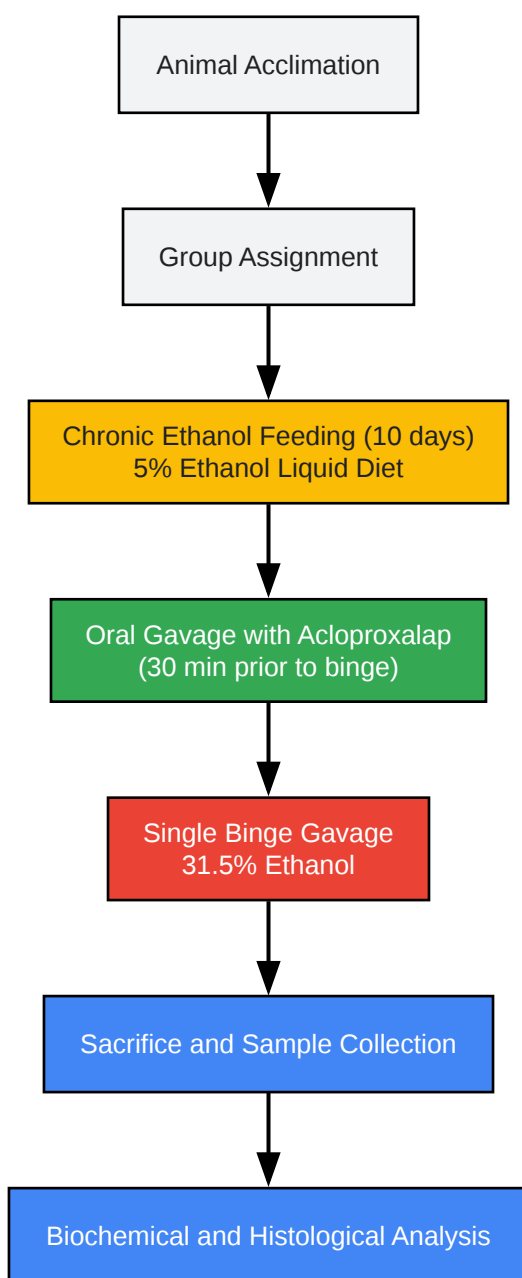 Animal Acclimation
Group Assignment
Chronic Ethanol Feeding (10 days)
5% Ethanol Liquid Diet
Oral Gavage with Acloproxalap
(30 min prior to binge)
Single Binge Gavage
31.5% Ethanol
Sacrifice and Sample Collection
Biochemical and Histological Analysis